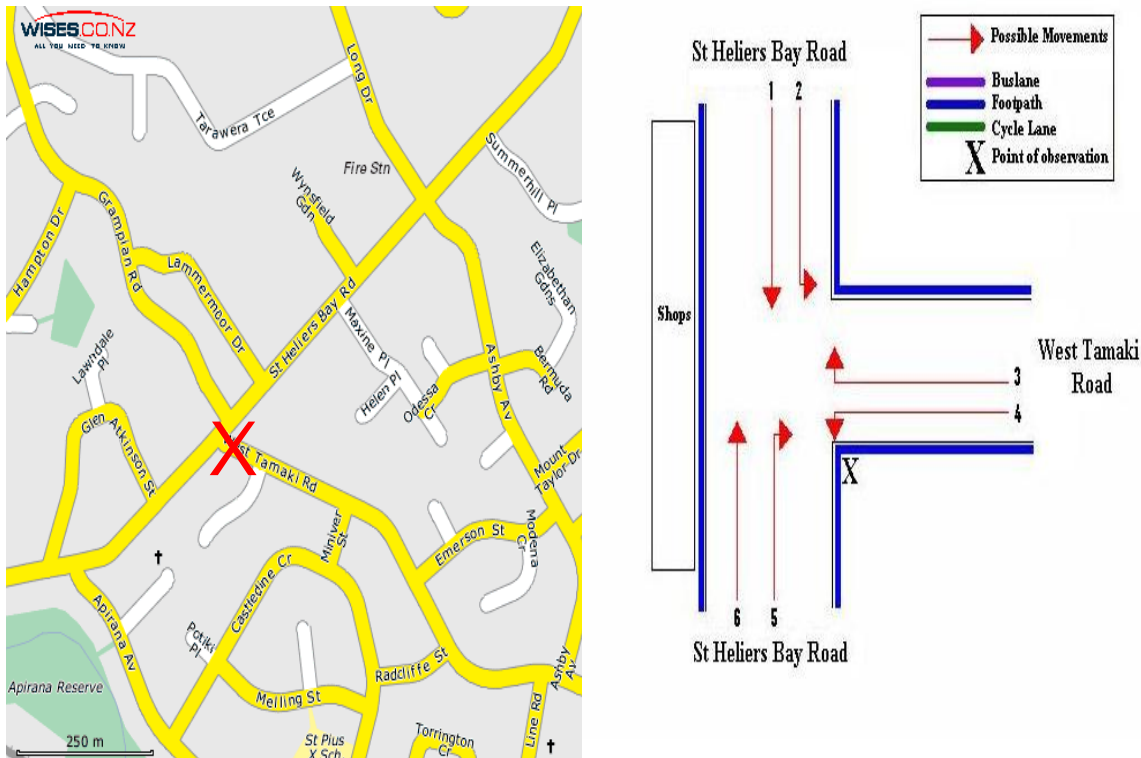 WISES.CO.NZ
ALL YOU NEED TO KNOW
Long Dr
Tarawera Tce
Fire Stn
Summerhill Pl
Wynsfield
Gdn
Hampton Dr
Grampian Rd
Lammermoor Dr
St Heliers Bay Rd
Elizabethan
Gdns
Maxine Pl
Lawndale
Pl
Helen Pl
Odessa
Cr
Ashby Av
Bermuda
Rd
Glen Atkinson St
West Tamaki Rd
Mount
Taylor Dr
Miniver
St
Emerson St
Modena
Cr
Castledine Cr
Apirana Av
Potiki
Pl
Radcliffe St
Ashby
Av
Apirana Reserve
Melling St
Line Rd
250 m
St Pius
X Sch
Torrington
Cr
X
Possible Movements
Buslane
Footpath
Cycle Lane
X Point of observation
St Heliers Bay Road
1 2
Shops
West Tamaki
Road
3
4
X
6 5
St Heliers Bay Road